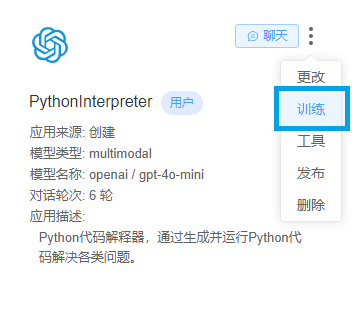 聊天
更改
训练
工具
发布
删除
PythonInterpreter 用户
应用来源: 创建
模型类型: multimodal
模型名称: openai / gpt-4o-mini
对话轮次: 6 轮
应用描述:
Python代码解释器，通过生成并运行Python代
码解决各类问题。